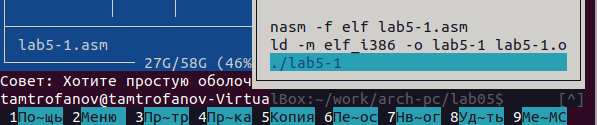 nasm -f elf lab5-1.asm
lab5-1.asm
ld -m elf_i386 -o lab5-1 lab5-1.o
27G/58G (46%
./lab5-1
Совет: Хотите простую оболоч
tamtrofanov@tamtrofanov-VirtualBox:~/work/arch-pc/lab05$ [^]
1По~щь 2Меню 3Пр~тр 4Пр~ка 5Копия 6Пе~ос 7Нв~ог 8Уд~ть 9Ме~МС